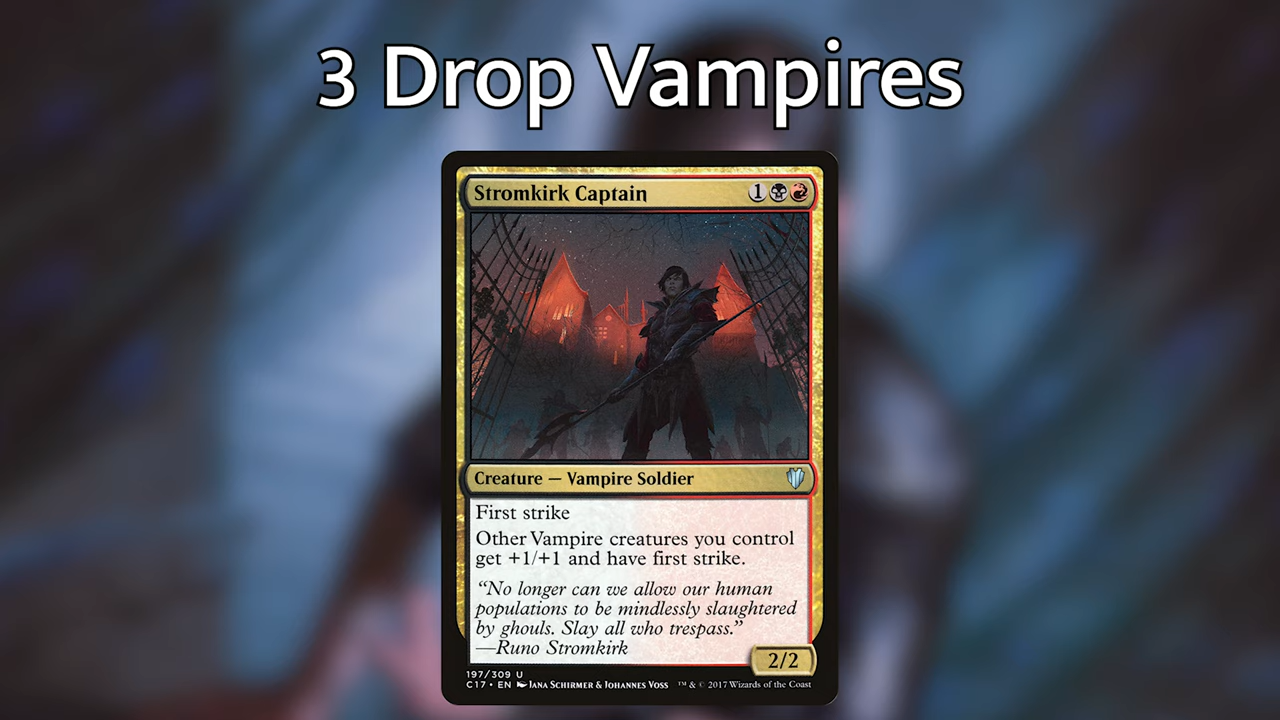 3 Drop Vampires
Stromkirk Captain 1
Creature — Vampire Soldier
First strike
Other Vampire creatures you control
get +1/+1 and have first strike.
“No longer can we allow our human
populations to be mindlessly slaughtered
by ghouls. Slay all who trespass.”
—Runo Stromkirk
2/2
197/309 U
C17 • EN Jana Schirmer & Johannes Voss ™ & © 2017 Wizards of the Coast